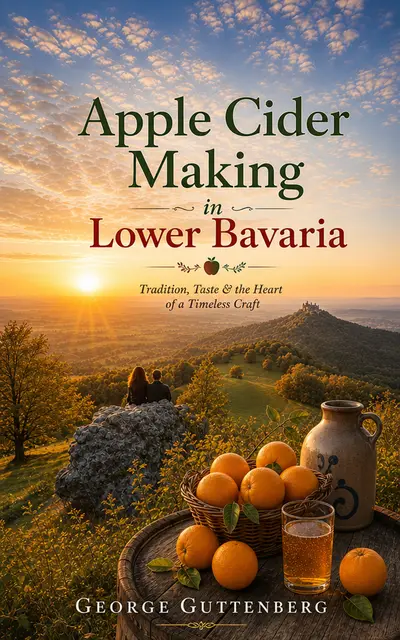 Apple Cider
Making
in
Lower Bavaria
Tradition, Taste & the Heart
of a Timeless Craft
George Guttenberg